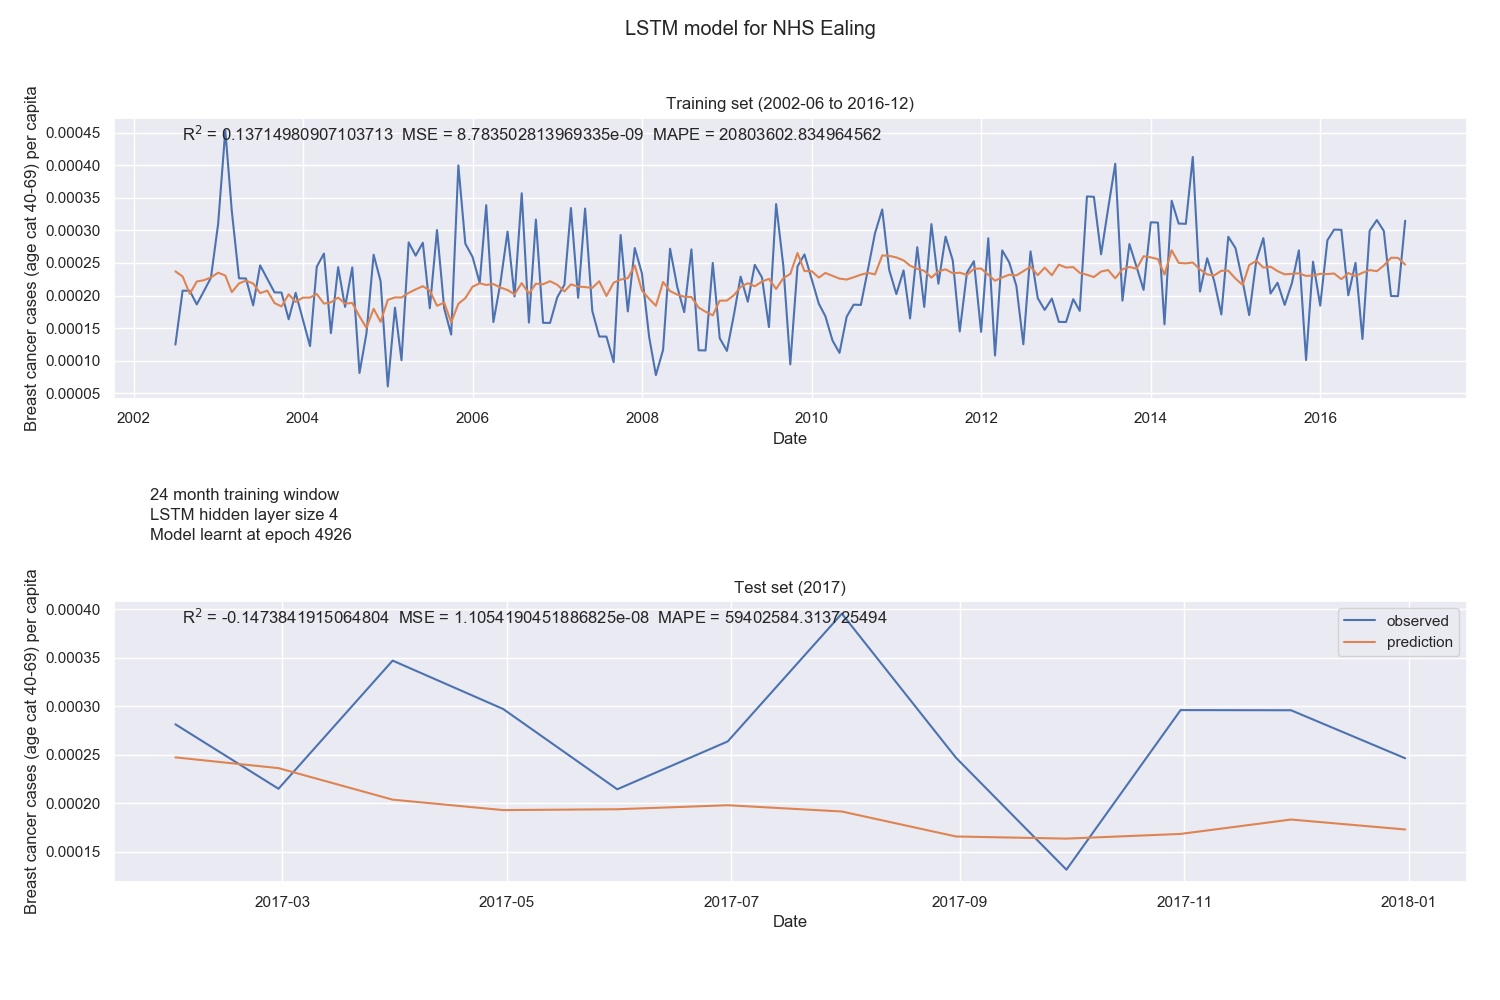 LSTM model for NHS Ealing
Training set (2002-06 to 2016-12)
R² = 0.13714980907103713 MSE = 8.783502813969335e-09 MAPE = 20803602.834964562
Breast cancer cases (age cat 40-69) per capita
0.00045
0.00040
0.00035
0.00030
0.00025
0.00020
0.00015
0.00010
0.00005
2002 2004 2006 2008 2010 2012 2014 2016
Date
24 month training window
LSTM hidden layer size 4
Model learnt at epoch 4926
Test set (2017)
R² = -0.1473841915064804 MSE = 1.1054190451886825e-08 MAPE = 59402584.313725494
observed
prediction
Breast cancer cases (age cat 40-69) per capita
0.00040
0.00035
0.00030
0.00025
0.00020
0.00015
2017-03 2017-05 2017-07 2017-09 2017-11 2018-01
Date